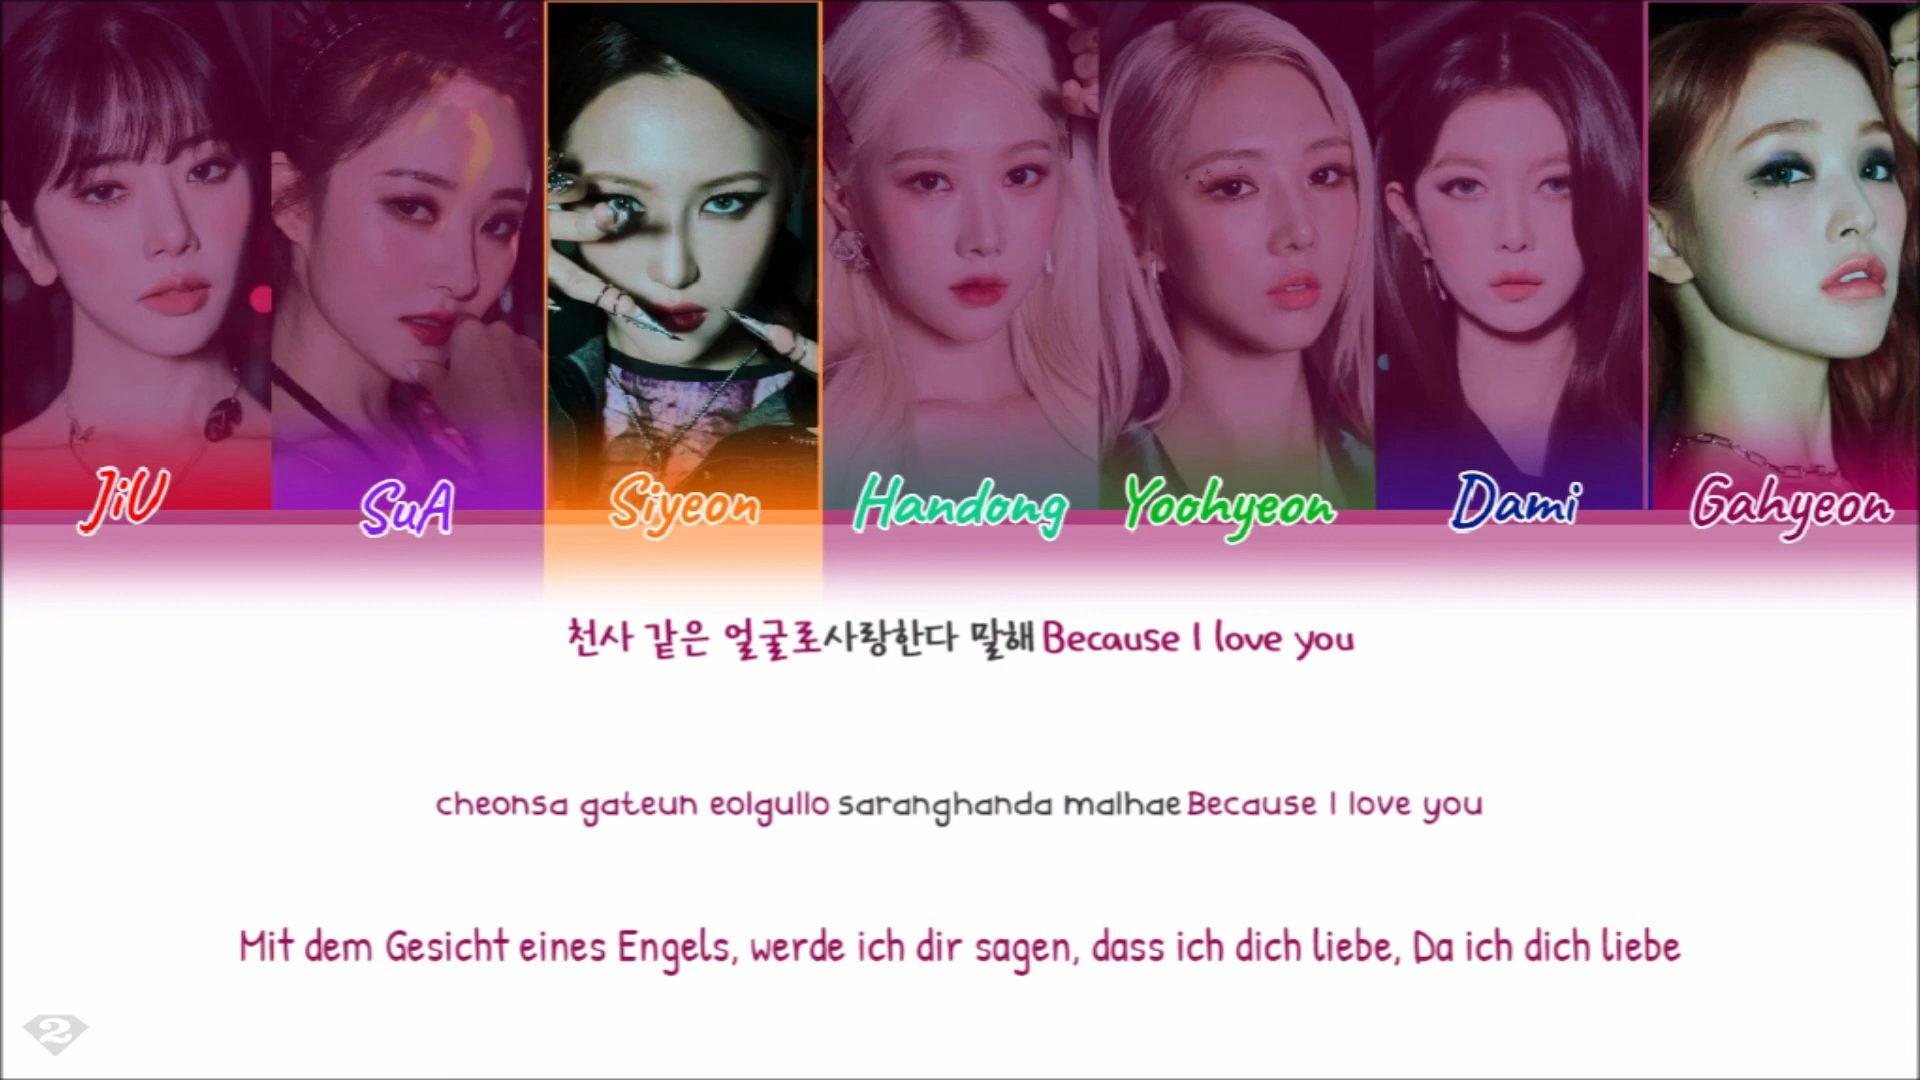 JiU SuA Siyeon Handong Yoohyeon Dami Gahyeon
천사 같은 얼굴로 사랑한다 말해 Because I love you
cheonsa gateun eolgullo saranghanda malhae Because I love you
Mit dem Gesicht eines Engels, werde ich dir sagen, dass ich dich liebe, Da ich dich liebe
2